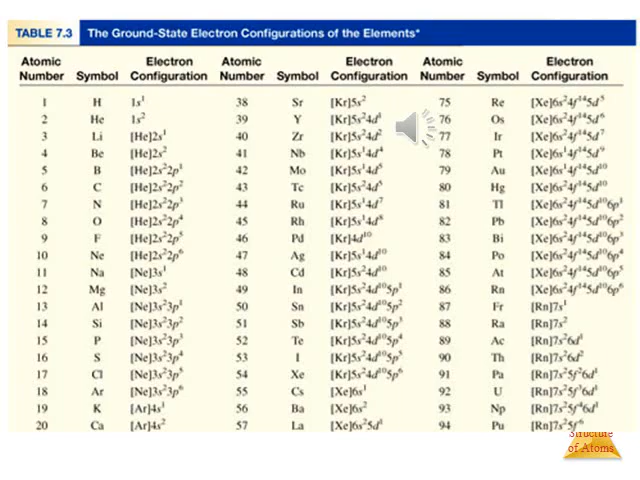 TABLE 7.3 The Ground-State Electron Configurations of the Elements*
Atomic Electron Atomic Electron Atomic Electron
Number Symbol Configuration Number Symbol Configuration Number Symbol Configuration
1 H 1s¹ 38 Sr [Kr]5s² 75 Re [Xe]6s²4f¹⁴5d⁵
2 He 1s² 39 Y [Kr]5s²4d¹ 76 Os [Xe]6s²4f¹⁴5d⁶
3 Li [He]2s¹ 40 Zr [Kr]5s²4d² 77 Ir [Xe]6s²4f¹⁴5d⁷
4 Be [He]2s² 41 Nb [Kr]5s¹4d⁴ 78 Pt [Xe]6s¹4f¹⁴5d⁹
5 B [He]2s²2p¹ 42 Mo [Kr]5s¹4d⁵ 79 Au [Xe]6s¹4f¹⁴5d¹⁰
6 C [He]2s²2p² 43 Tc [Kr]5s²4d⁵ 80 Hg [Xe]6s²4f¹⁴5d¹⁰
7 N [He]2s²2p³ 44 Ru [Kr]5s¹4d⁷ 81 Tl [Xe]6s²4f¹⁴5d¹⁰6p¹
8 O [He]2s²2p⁴ 45 Rh [Kr]5s¹4d⁸ 82 Pb [Xe]6s²4f¹⁴5d¹⁰6p²
9 F [He]2s²2p⁵ 46 Pd [Kr]4d¹⁰ 83 Bi [Xe]6s²4f¹⁴5d¹⁰6p³
10 Ne [He]2s²2p⁶ 47 Ag [Kr]5s¹4d¹⁰ 84 Po [Xe]6s²4f¹⁴5d¹⁰6p⁴
11 Na [Ne]3s¹ 48 Cd [Kr]5s²4d¹⁰ 85 At [Xe]6s²4f¹⁴5d¹⁰6p⁵
12 Mg [Ne]3s² 49 In [Kr]5s²4d¹⁰5p¹ 86 Rn [Xe]6s²4f¹⁴5d¹⁰6p⁶
13 Al [Ne]3s²3p¹ 50 Sn [Kr]5s²4d¹⁰5p² 87 Fr [Rn]7s¹
14 Si [Ne]3s²3p² 51 Sb [Kr]5s²4d¹⁰5p³ 88 Ra [Rn]7s²
15 P [Ne]3s²3p³ 52 Te [Kr]5s²4d¹⁰5p⁴ 89 Ac [Rn]7s²6d¹
16 S [Ne]3s²3p⁴ 53 I [Kr]5s²4d¹⁰5p⁵ 90 Th [Rn]7s²6d²
17 Cl [Ne]3s²3p⁵ 54 Xe [Kr]5s²4d¹⁰5p⁶ 91 Pa [Rn]7s²5f²6d¹
18 Ar [Ne]3s²3p⁶ 55 Cs [Xe]6s¹ 92 U [Rn]7s²5f³6d¹
19 K [Ar]4s¹ 56 Ba [Xe]6s² 93 Np [Rn]7s²5f⁴6d¹
20 Ca [Ar]4s² 57 La [Xe]6s²5d¹ 94 Pu [Rn]7s²5f⁶
Structure
of Atoms